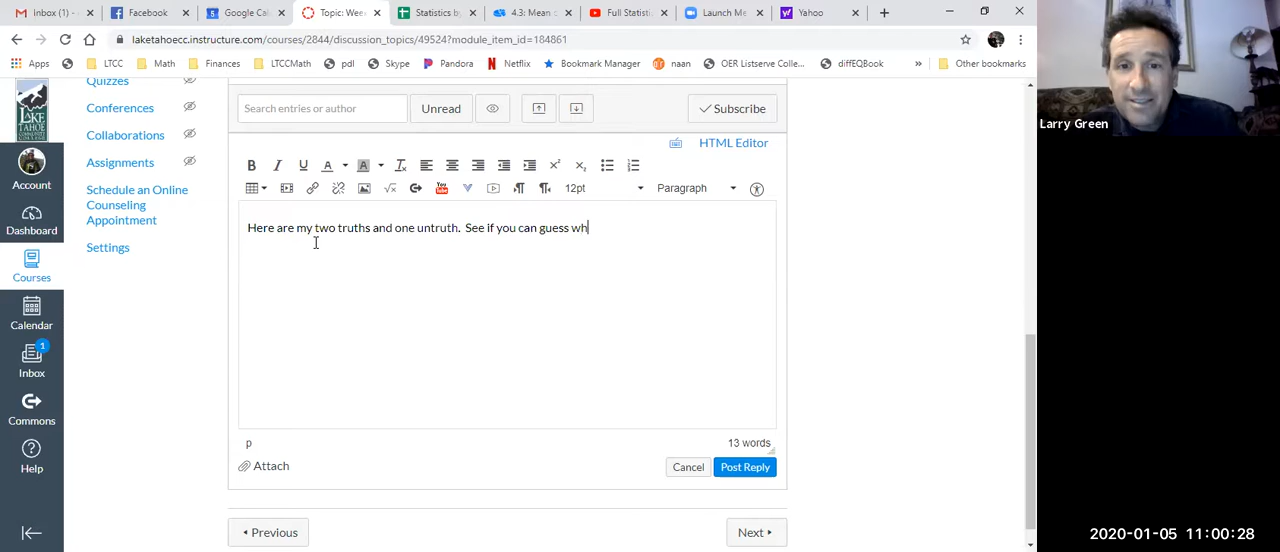 Inbox (1) -
Facebook
Google Cal
Topic: Wee
Statistics by
4.3: Mean o
Full Statisti
Launch Me
Yahoo
laketahoecc.instructure.com/courses/2844/discussion_topics/49524?module_item_id=184861
Apps
LTCC
Math
Finances
LTCCMath
pdl
Skype
Pandora
Netflix
Bookmark Manager
naan
OER Listserve Colle...
diffEQBook
»
Other bookmarks
LAKE TAHOE
Account
Dashboard
Courses
Calendar
1
Inbox
Commons
Help
Quizzes
Conferences
Collaborations
Assignments
Schedule an Online
Counseling
Appointment
Settings
Search entries or author
Unread
Subscribe
HTML Editor
12pt
Paragraph
Here are my two truths and one untruth. See if you can guess wh
p
13 words
Attach
Cancel
Post Reply
Previous
Next
Larry Green
2020-01-05 11:00:28